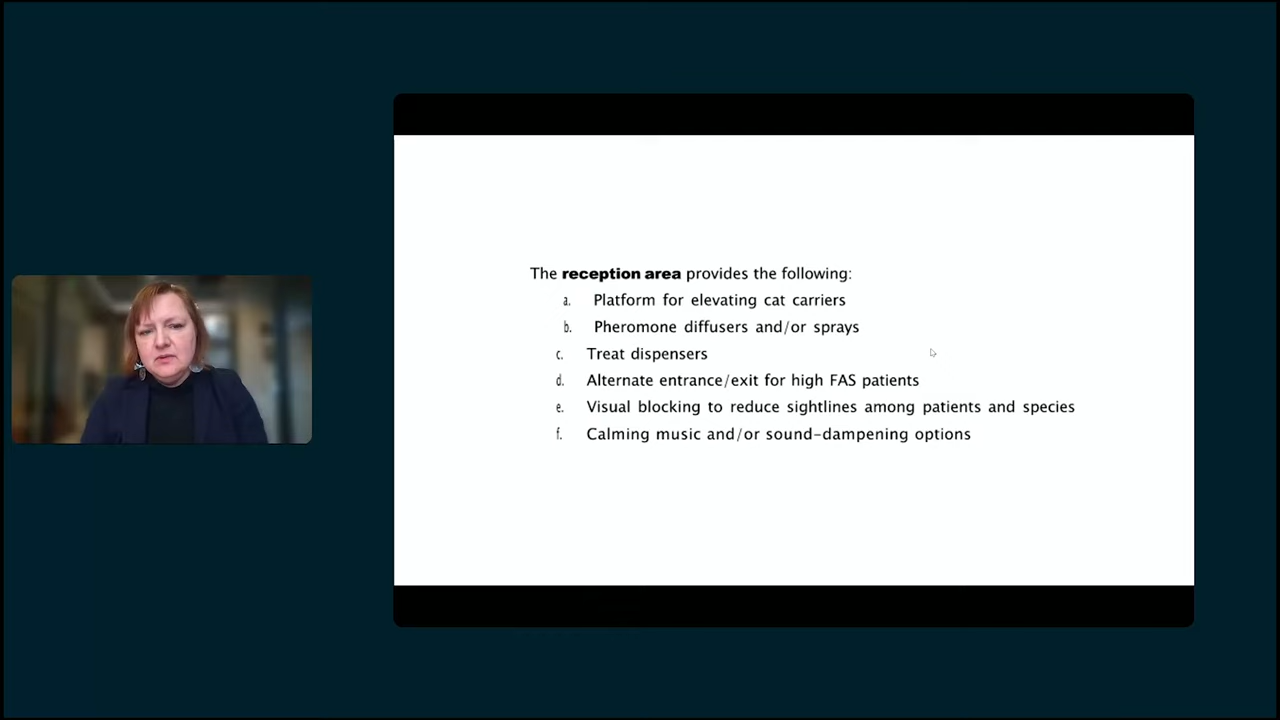 The reception area provides the following:
a. Platform for elevating cat carriers
b. Pheromone diffusers and/or sprays
c. Treat dispensers
d. Alternate entrance/exit for high FAS patients
e. Visual blocking to reduce sightlines among patients and species
f. Calming music and/or sound-dampening options